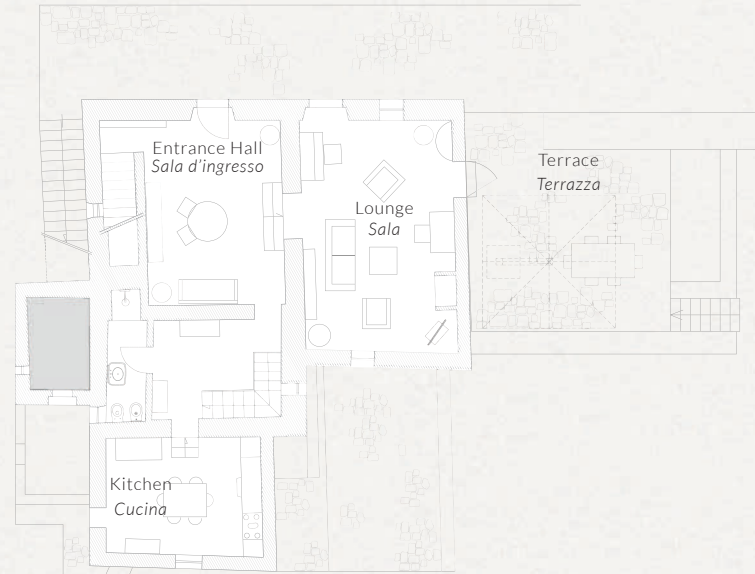 Entrance Hall
Sala d'ingresso
Terrace
Terrazza
Lounge
Sala
Kitchen
Cucina